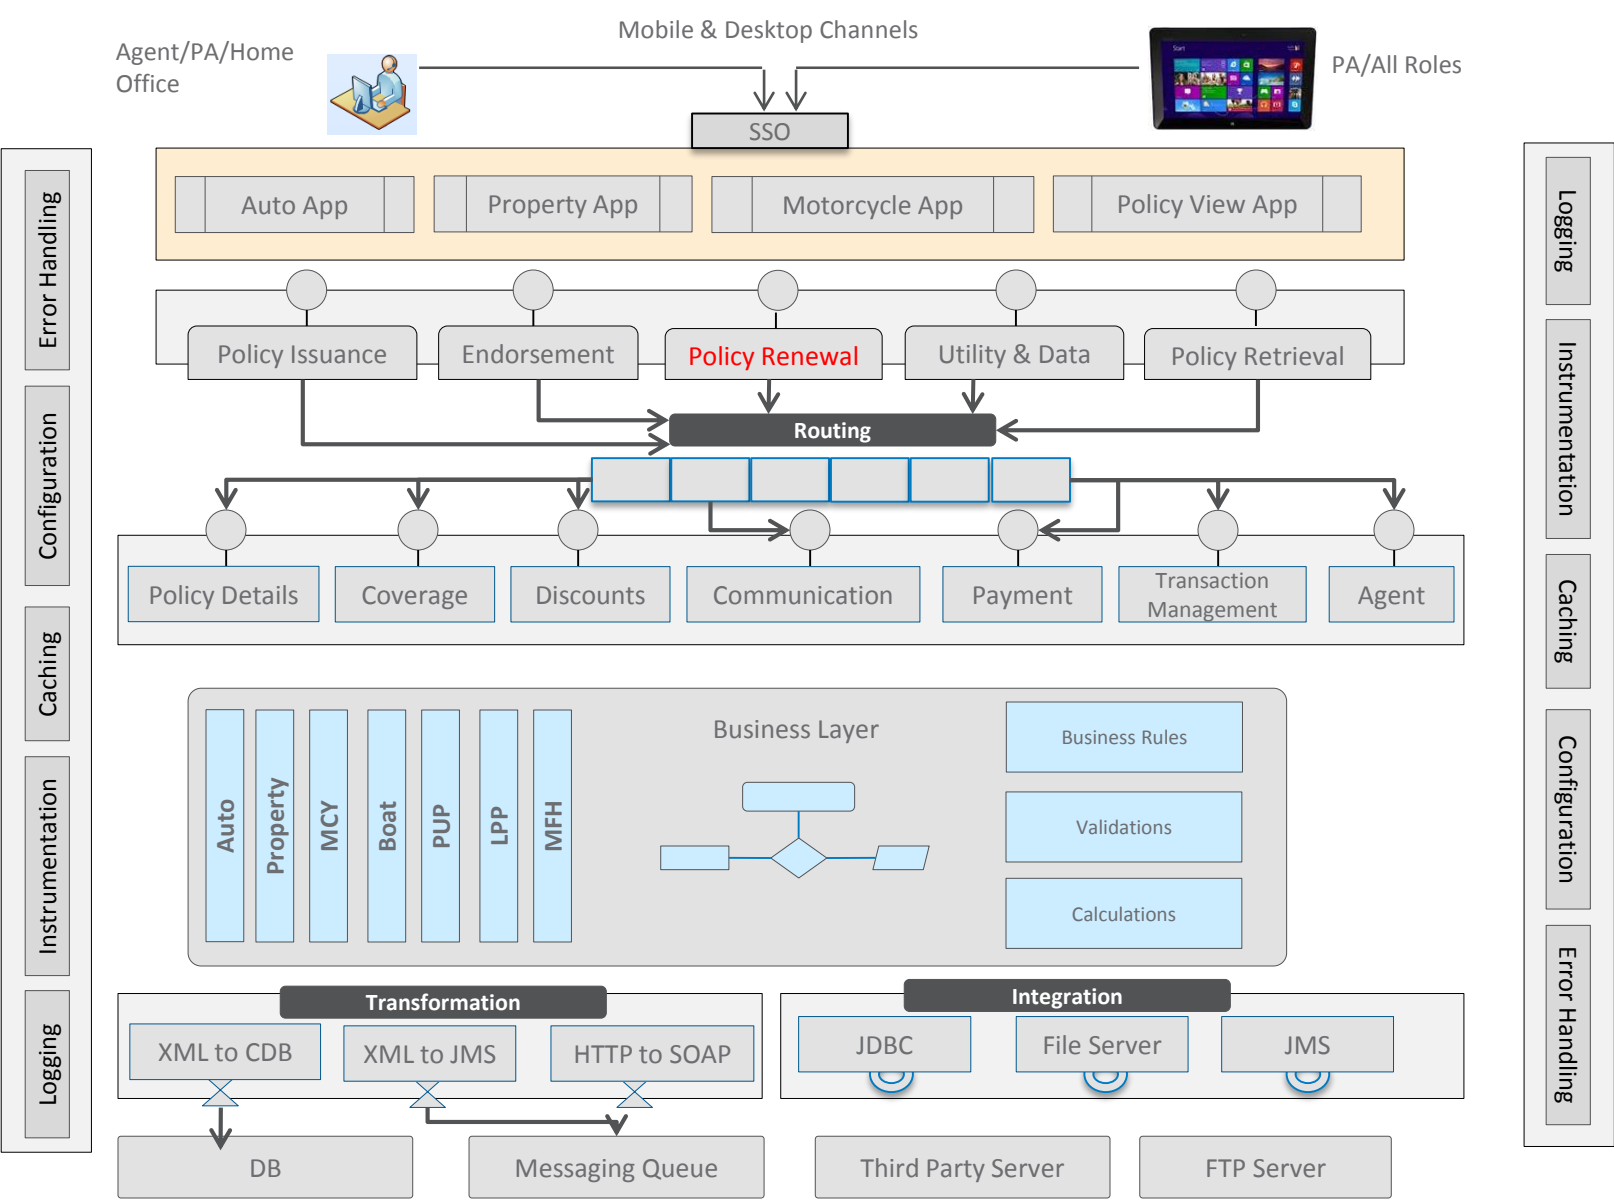 Mobile & Desktop Channels
Agent/PA/Home
Office
PA/All Roles
SSO
Auto App
Property App
Motorcycle App
Policy View App
Policy Issuance
Endorsement
Policy Renewal
Utility & Data
Policy Retrieval
Routing
Policy Details
Coverage
Discounts
Communication
Payment
Transaction
Management
Agent
Business Layer
Auto
Property
MCY
Boat
PUP
LPP
MFH
Business Rules
Validations
Calculations
Transformation
XML to CDB
XML to JMS
HTTP to SOAP
Integration
JDBC
File Server
JMS
DB
Messaging Queue
Third Party Server
FTP Server
Error Handling
Configuration
Caching
Instrumentation
Logging
Logging
Instrumentation
Caching
Configuration
Error Handling